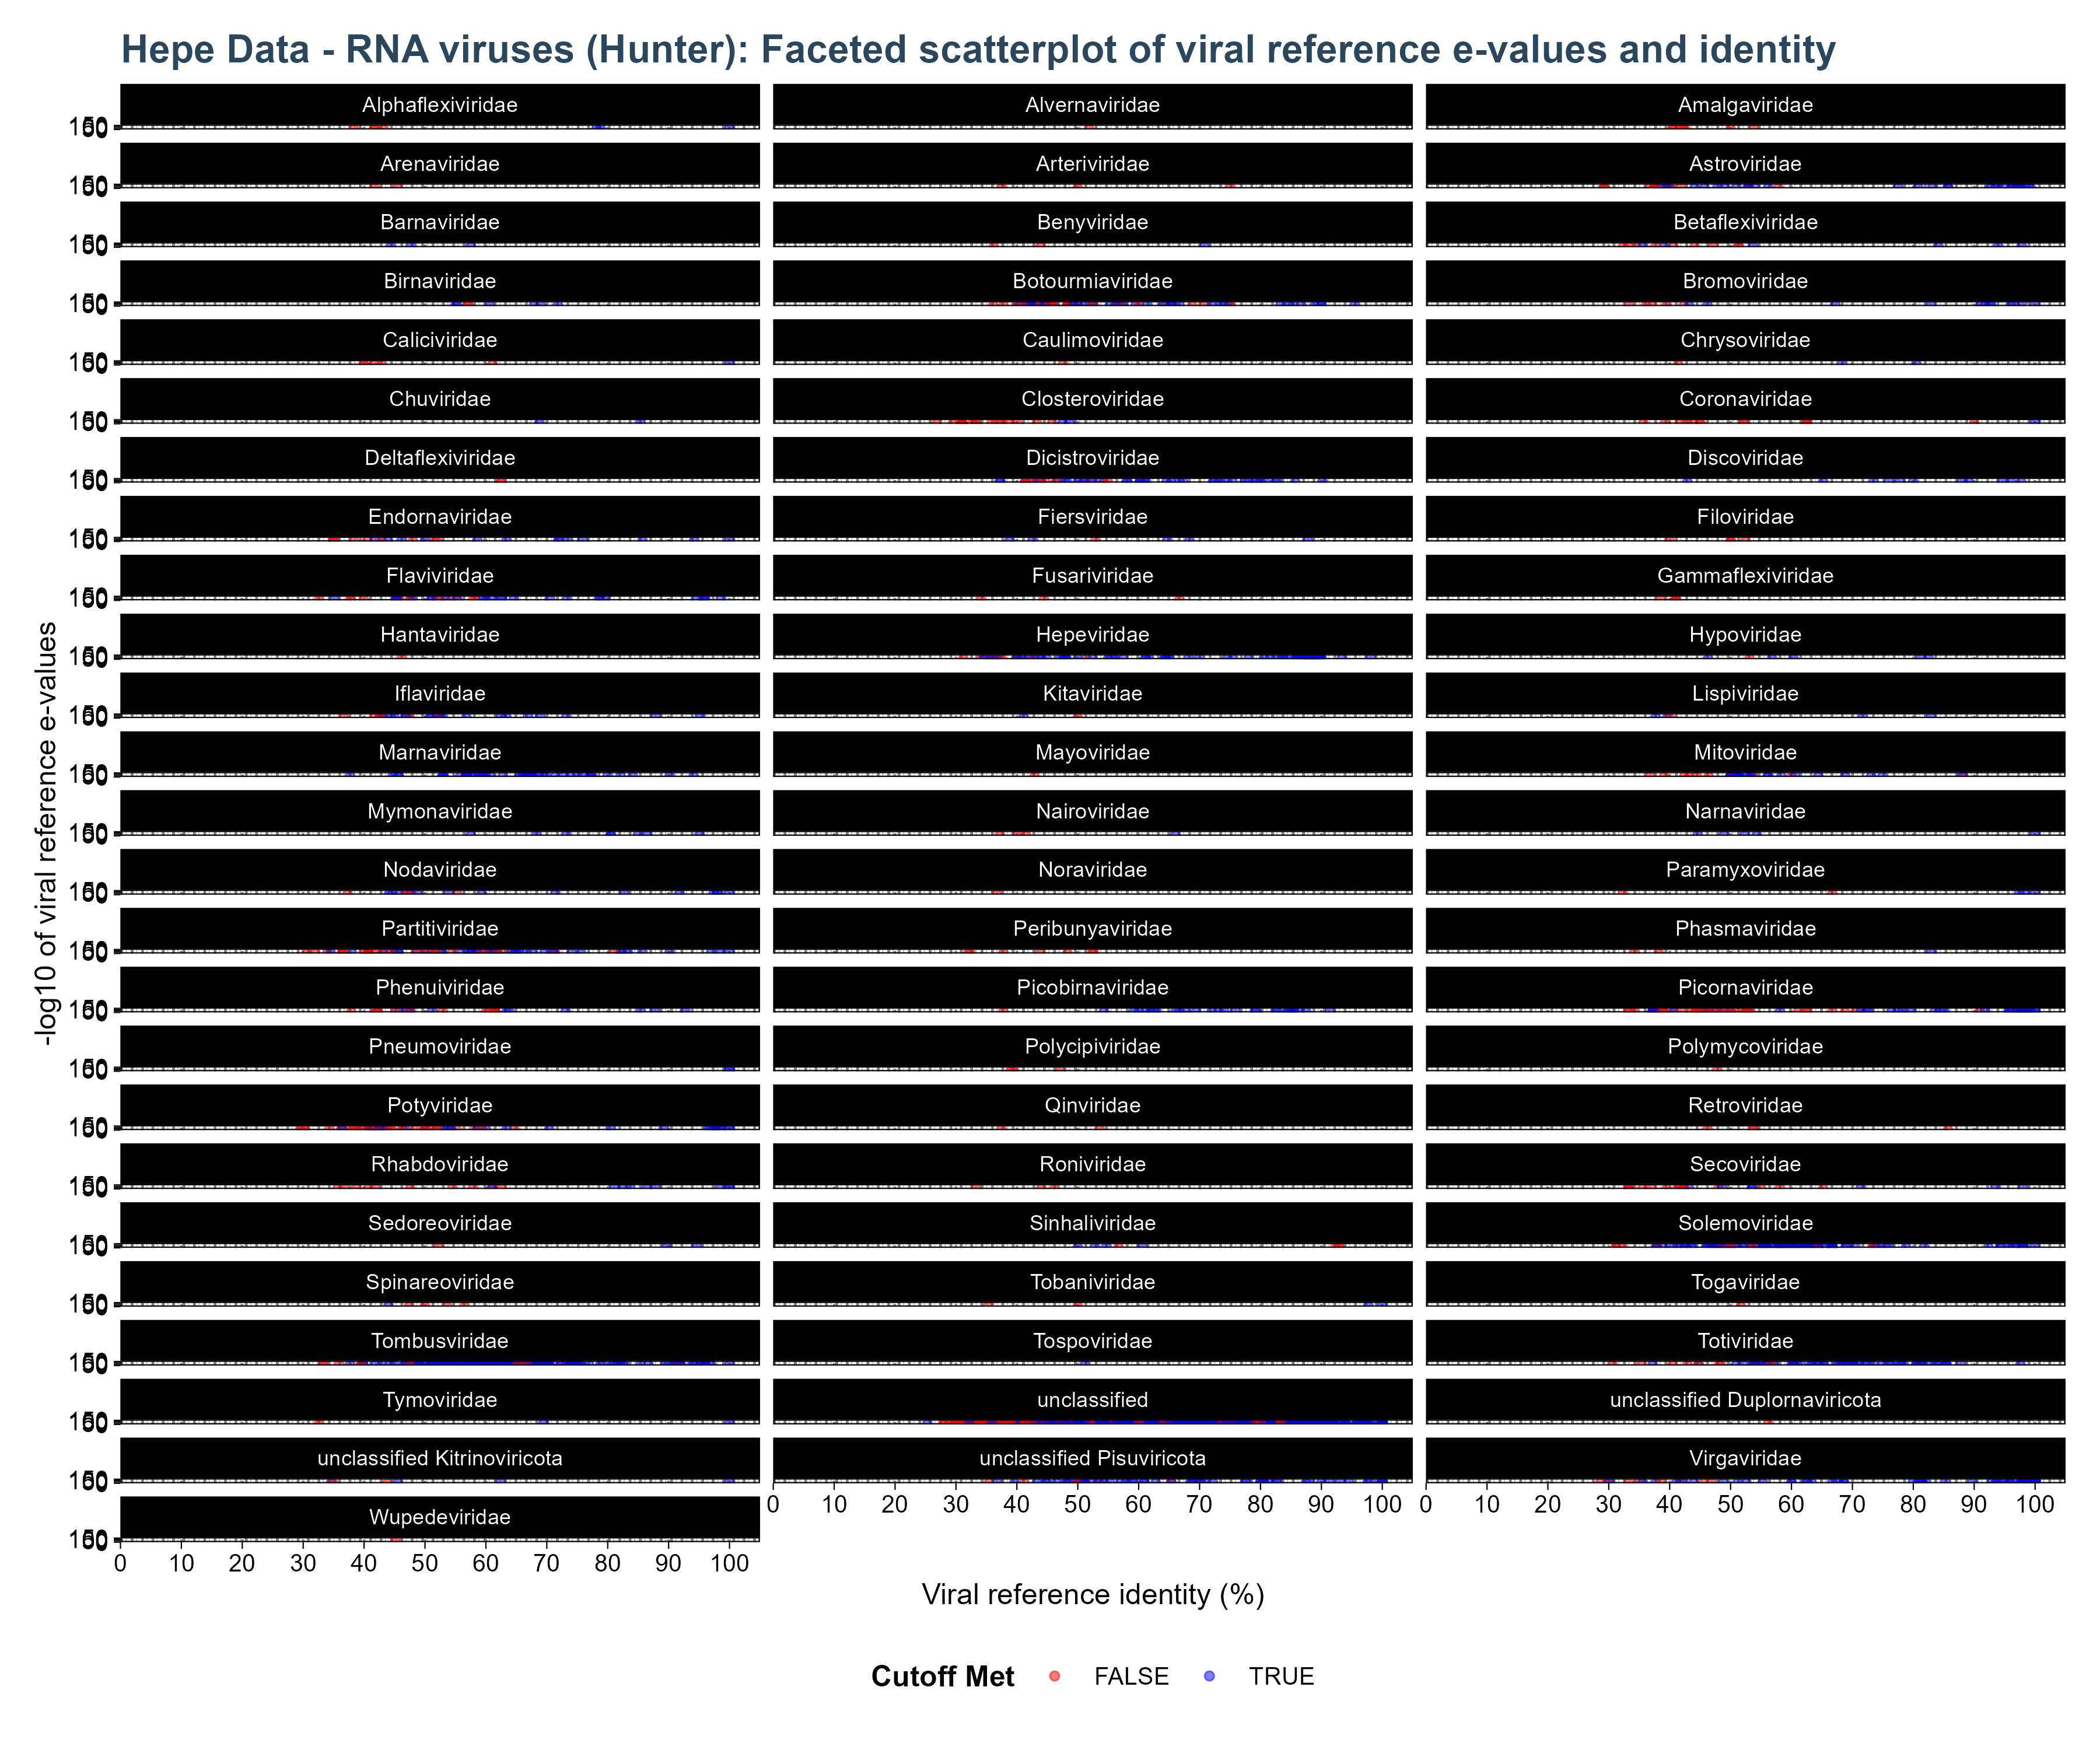 Hepe Data - RNA viruses (Hunter): Faceted scatterplot of viral reference e-values and identity
Alphaflexiviridae Alvernaviridae Amalgaviridae
Arenaviridae Arteriviridae Astroviridae
Barnaviridae Benyviridae Betaflexiviridae
Birnaviridae Botourmiaviridae Bromoviridae
Caliciviridae Caulimoviridae Chrysoviridae
Chuviridae Closteroviridae Coronaviridae
Deltaflexiviridae Dicistroviridae Discoviridae
Endornaviridae Fiersviridae Filoviridae
Flaviviridae Fusariviridae Gammaflexiviridae
Hantaviridae Hepeviridae Hypoviridae
Iflaviridae Kitaviridae Lispiviridae
Marnaviridae Mayoviridae Mitoviridae
Mymonaviridae Nairoviridae Narnaviridae
Nodaviridae Noraviridae Paramyxoviridae
Partitiviridae Peribunyaviridae Phasmaviridae
Phenuiviridae Picobirnaviridae Picornaviridae
Pneumoviridae Polycipiviridae Polymycoviridae
Potyviridae Qinviridae Retroviridae
Rhabdoviridae Roniviridae Secoviridae
Sedoreoviridae Sinhaliviridae Solemoviridae
Spinareoviridae Tobaniviridae Togaviridae
Tombusviridae Tospoviridae Totiviridae
Tymoviridae unclassified unclassified Duplornaviricota
unclassified Kitrinoviricota unclassified Pisuviricota Virgaviridae
0 10 20 30 40 50 60 70 80 90 100 0 10 20 30 40 50 60 70 80 90 100
Wupedeviridae
0 10 20 30 40 50 60 70 80 90 100
-log10 of viral reference e-values
Viral reference identity (%)
Cutoff Met FALSE TRUE